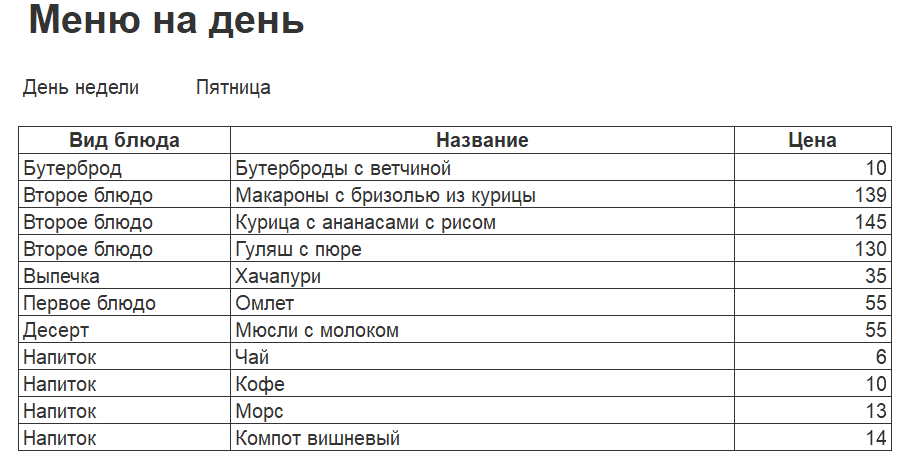 Меню на день
День недели Пятница
Вид блюда Название Цена
Бутерброд Бутерброды с ветчиной 10
Второе блюдо Макароны с бризолью из курицы 139
Второе блюдо Курица с ананасами с рисом 145
Второе блюдо Гуляш с пюре 130
Выпечка Хачапури 35
Первое блюдо Омлет 55
Десерт Мюсли с молоком 55
Напиток Чай 6
Напиток Кофе 10
Напиток Морс 13
Напиток Компот вишневый 14